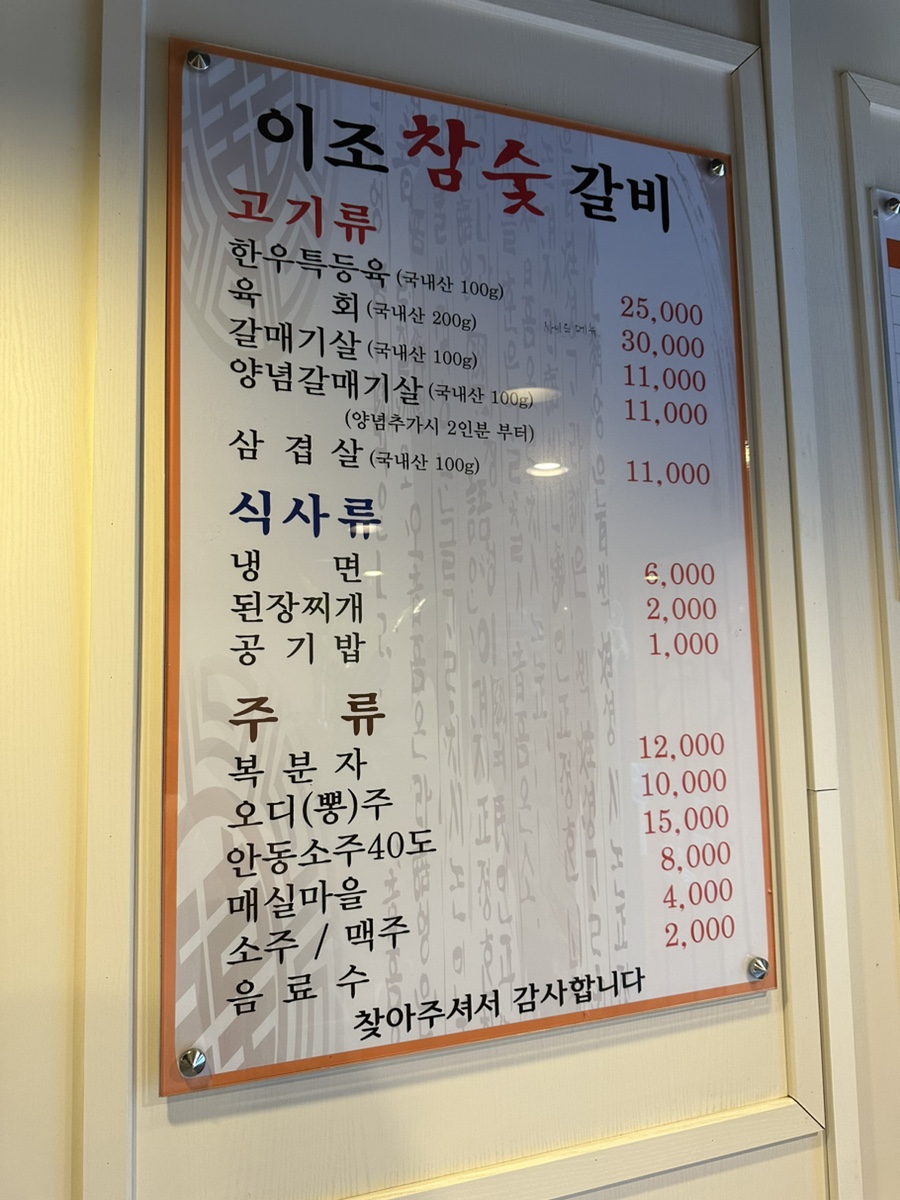 이조 참숯 갈비
고기류
한우특등육 (국내산 100g) 25,000
육 회 (국내산 200g) 30,000
갈매기살 (국내산 100g) 11,000
양념갈매기살 (국내산 100g) 11,000
(양념추가시 2인분 부터)
삼 겹 살 (국내산 100g) 11,000
식사류
냉 면 6,000
된장찌개 2,000
공 기 밥 1,000
주 류
복 분 자 12,000
오디(뽕)주 10,000
안동소주40도 15,000
매실마을 8,000
소주 / 맥주 4,000
음 료 수 2,000
찾아주셔서 감사합니다